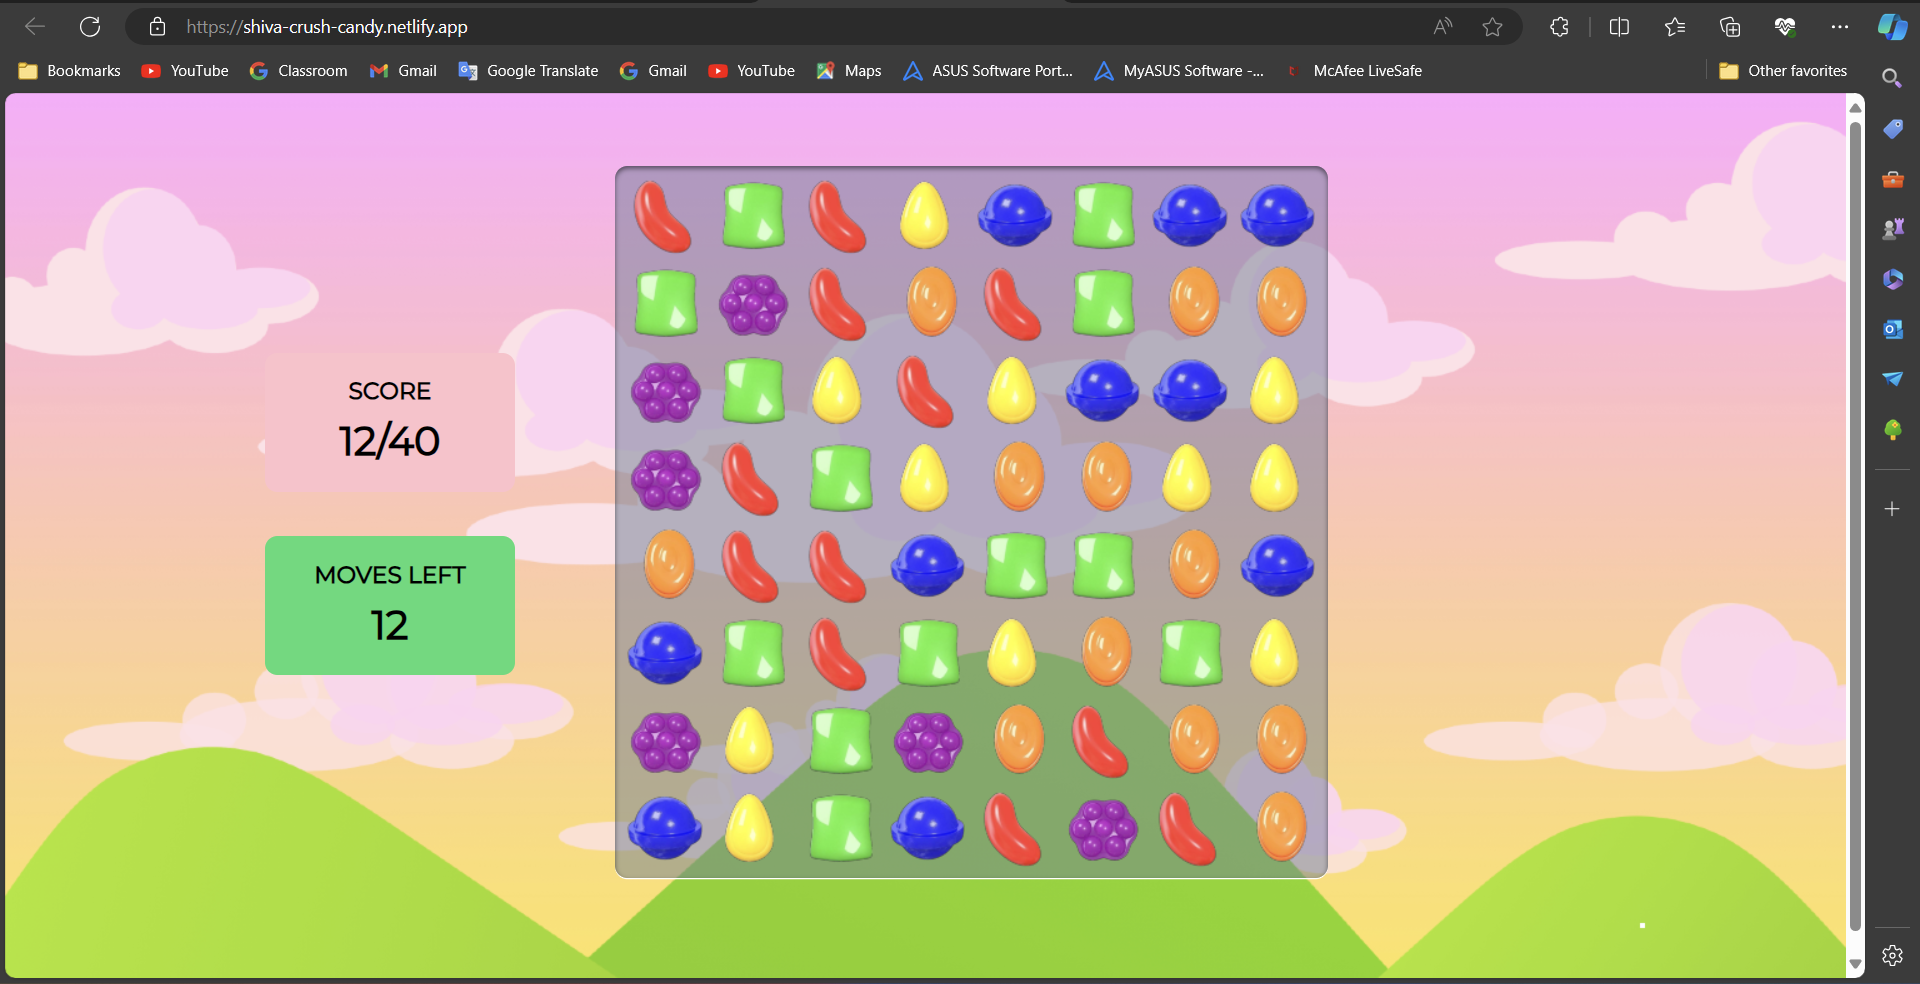 https://shiva-crush-candy.netlify.app
Bookmarks YouTube Classroom Gmail Google Translate Gmail YouTube Maps ASUS Software Port... MyASUS Software -... McAfee LiveSafe Other favorites
SCORE
12/40
MOVES LEFT
12